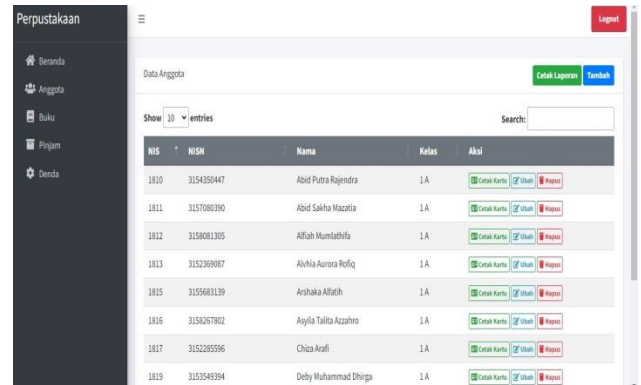 Perpustakaan
Logout
Beranda
Anggota
Buku
Pinjam
Denda
Data Anggota
Cetak Laporan Tambah
Show 10 entries
Search:
NIS NISN Nama Kelas Aksi
1810 3154350447 Abid Putra Rajendra 1 A Cetak Kartu Ubah Hapus
1811 3157080390 Abid Sakha Mazatia 1 A Cetak Kartu Ubah Hapus
1812 3158081305 Alfiah Mumlathifa 1 A Cetak Kartu Ubah Hapus
1813 3152369087 Alvhia Aurora Rofiq 1 A Cetak Kartu Ubah Hapus
1815 3155683139 Arshaka Alfatih 1 A Cetak Kartu Ubah Hapus
1816 3158267802 Asyila Talita Azzahro 1 A Cetak Kartu Ubah Hapus
1817 3152285596 Chiza Arafi 1 A Cetak Kartu Ubah Hapus
1819 3153549394 Deby Muhammad Dhirga 1 A Cetak Kartu Ubah Hapus